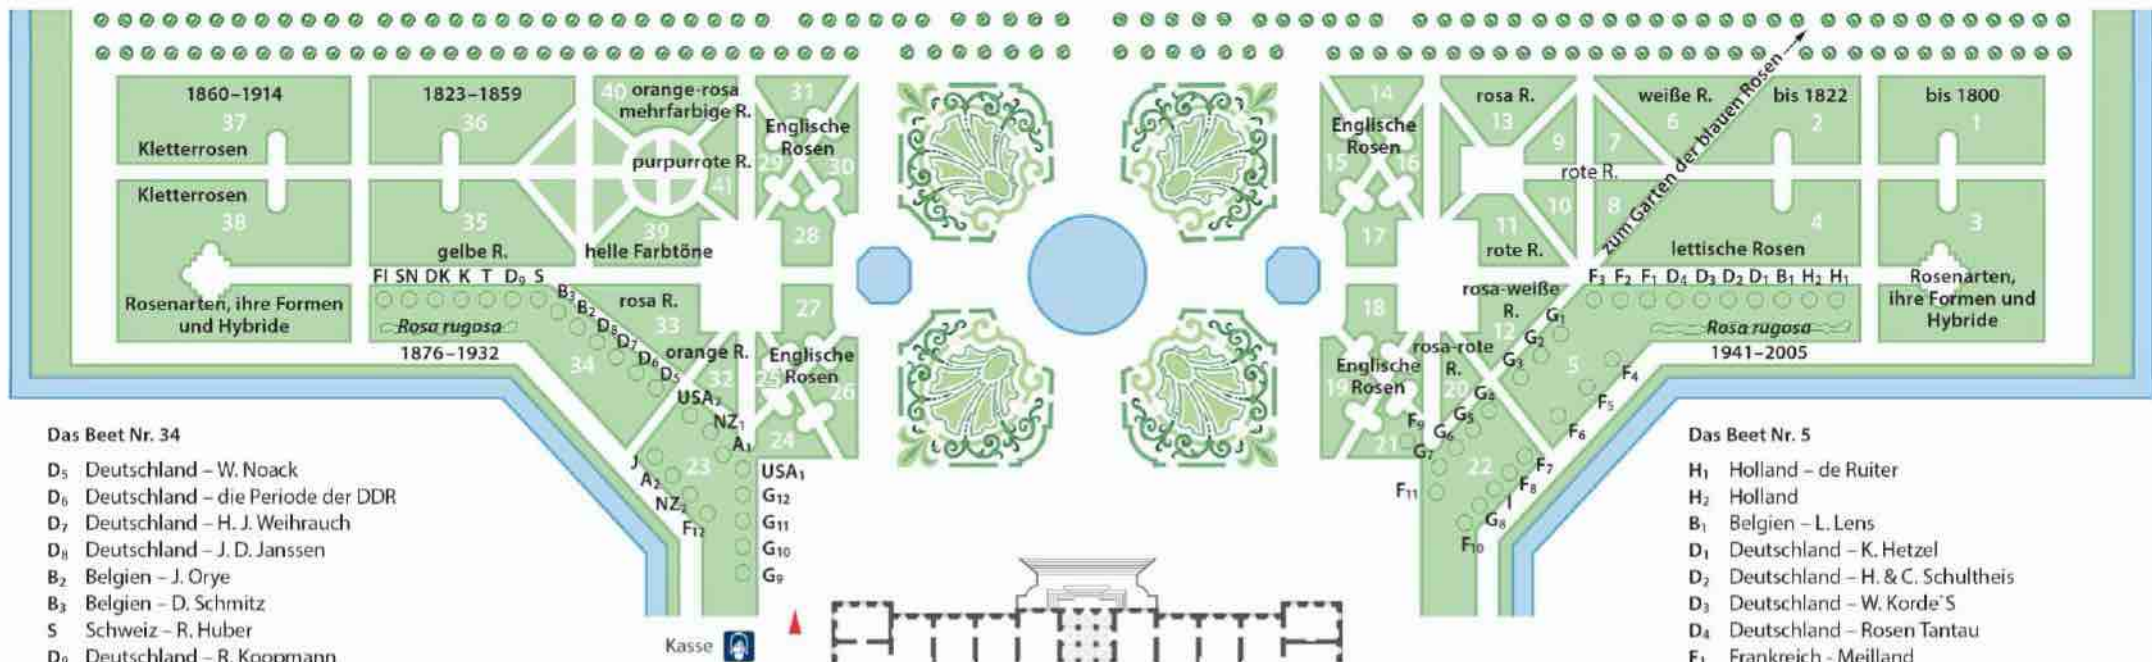 1860–1914
37
Kletterrosen
Kletterrosen
38
Rosenarten, ihre Formen
und Hybride
1823–1859
36
35
gelbe R.
FI SN DK K T D₉ S
B₃
B₂
D₈
D₇
D₆
D₅
Rosa rugosa
1876–1932
34
40 orange-rosa
mehrfarbige R.
purpurrote R.
41
39
helle Farbtöne
rosa R.
33
orange R.
32
USA₂
NZ₁
A₁
31
Englische
Rosen
29
30
28
27
Englische
Rosen
25
26
24
23
J
A₂
NZ₂
F₁₂
USA₁
G₁₂
G₁₁
G₁₀
G₉
14
Englische
Rosen
15
16
17
18
Englische
Rosen
19
21
rosa R.
13
9
10
rote R.
11
rote R.
rosa-weiße
R.
12
rosa-rote
R.
20
weiße R.
6
7
8
bis 1822
2
4
lettische Rosen
zum Garten der blauen Rosen
bis 1800
1
3
Rosenarten,
ihre Formen und
Hybride
F₃ F₂ F₁ D₄ D₃ D₂ D₁ B₁ H₂ H₁
Rosa rugosa
1941–2005
G₁
G₂
G₃
G₄
G₅
G₆
G₇
F₉
F₁₁
5
F₄
F₅
F₆
F₇
F₈
I
G₈
F₁₀
22
Das Beet Nr. 34
D₅ Deutschland – W. Noack
D₆ Deutschland – die Periode der DDR
D₇ Deutschland – H. J. Weihrauch
D₈ Deutschland – J. D. Janssen
B₂ Belgien – J. Orye
B₃ Belgien – D. Schmitz
S Schweiz – R. Huber
D₉ Deutschland – R. Koopmann
Kasse
Das Beet Nr. 5
H₁ Holland – de Ruiter
H₂ Holland
B₁ Belgien – L. Lens
D₁ Deutschland – K. Hetzel
D₂ Deutschland – H. & C. Schultheis
D₃ Deutschland – W. Korde´S
D₄ Deutschland – Rosen Tantau
F₁ Frankreich - Meilland